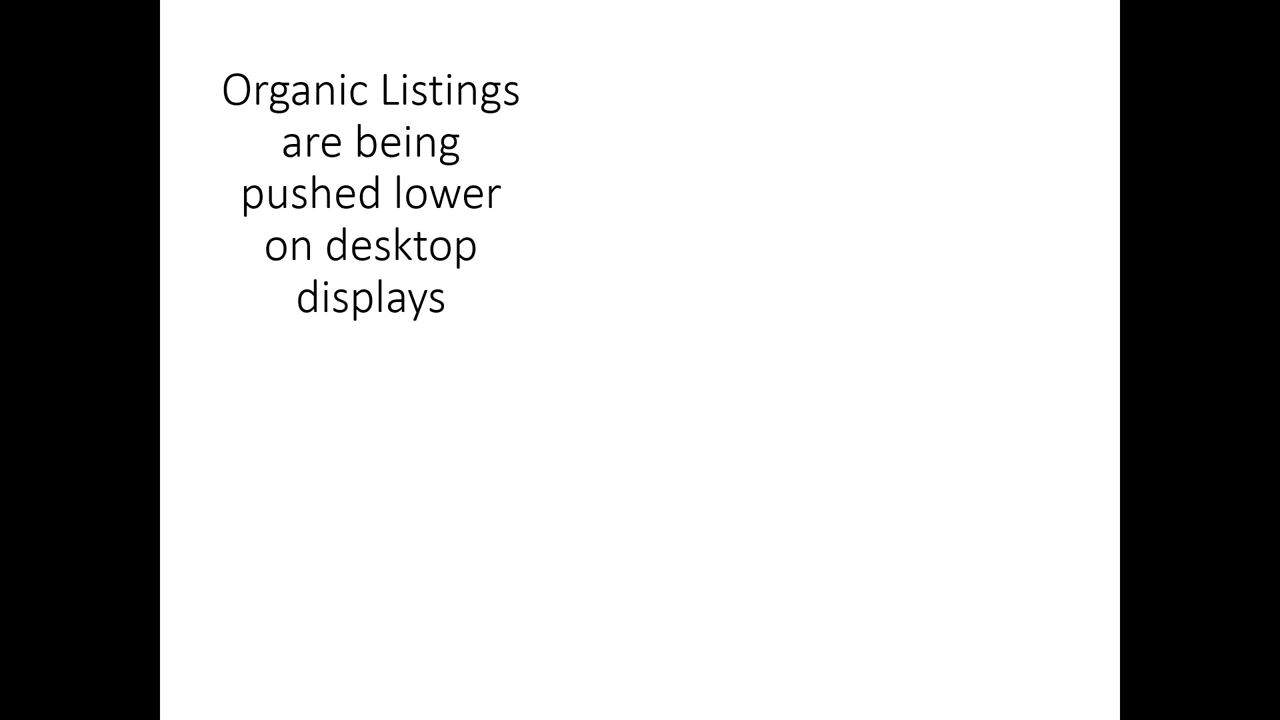 Organic Listings
are being
pushed lower
on desktop
displays